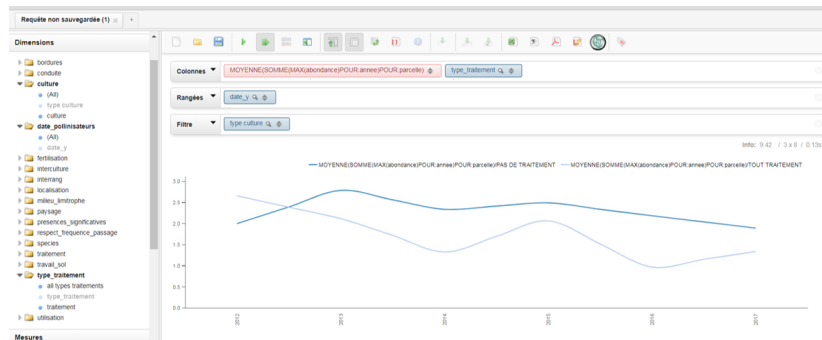 Requête non sauvegardée (1) × +
Dimensions
bordures
conduite
culture
(All)
type culture
culture
date_pollinisateurs
(All)
date_y
fertilisation
interculture
interrang
localisation
milieu_limitrophe
paysage
presences_significatives
respect_frequence_passage
species
traitement
travail_sol
type_traitement
all types traitements
type_traitement
traitement
utilisation
Mesures
Colonnes MOYENNE(SOMME(MAX(abondance)POUR:annee)POUR:parcelle) type_traitement
Rangées date_y
Filtre type culture
Info: 9:42 / 3 x 8 / 0.13s
MOYENNE(SOMME(MAX(abondance)POUR:annee)POUR:parcelle)/PAS DE TRAITEMENT MOYENNE(SOMME(MAX(abondance)POUR:annee)POUR:parcelle)/TOUT TRAITEMENT
3.0
2.5
2.0
1.5
1.0
0.5
0.0
2012 2013 2014 2015 2016 2017